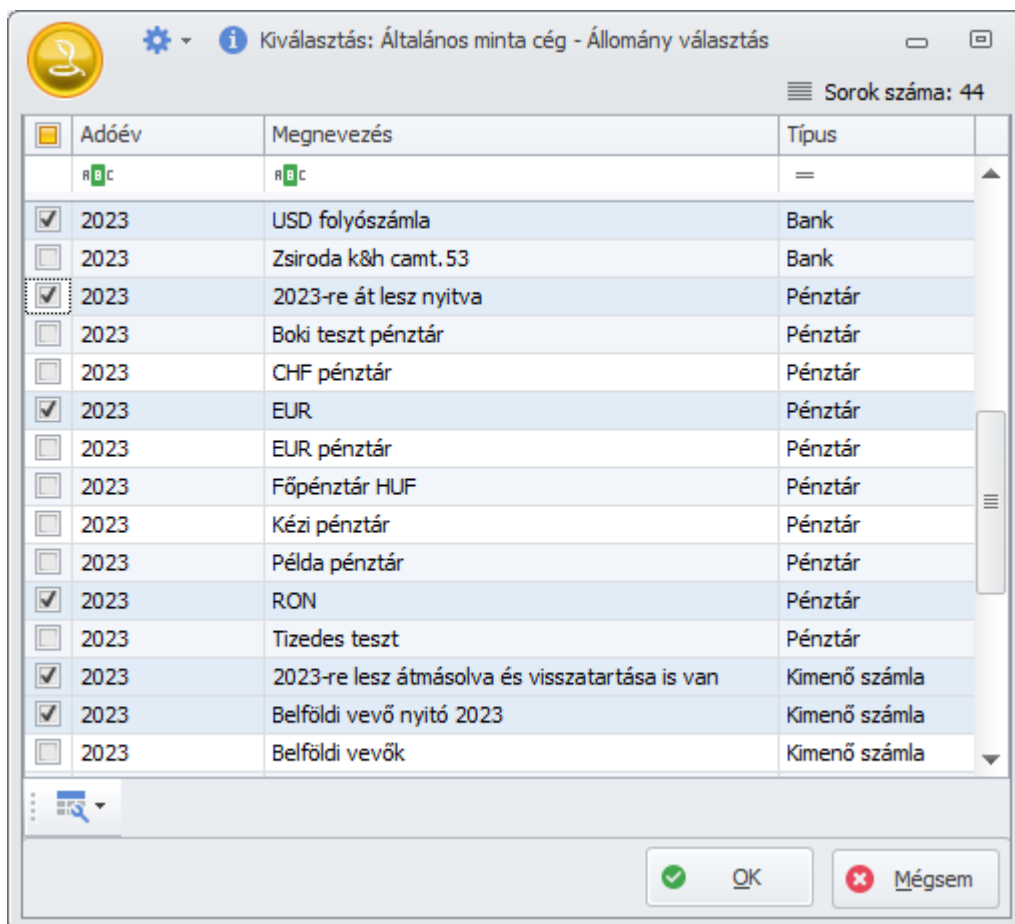 Kiválasztás: Általános minta cég - Állomány választás
Sorok száma: 44
Adóév Megnevezés Típus
ABC ABC =
2023 USD folyószámla Bank
2023 Zsiroda k&h camt.53 Bank
2023 2023-re át lesz nyitva Pénztár
2023 Boki teszt pénztár Pénztár
2023 CHF pénztár Pénztár
2023 EUR Pénztár
2023 EUR pénztár Pénztár
2023 Főpénztár HUF Pénztár
2023 Kézi pénztár Pénztár
2023 Példa pénztár Pénztár
2023 RON Pénztár
2023 Tizedes teszt Pénztár
2023 2023-re lesz átmásolva és visszatartása is van Kimenő számla
2023 Belföldi vevő nyitó 2023 Kimenő számla
2023 Belföldi vevők Kimenő számla
OK Mégsem